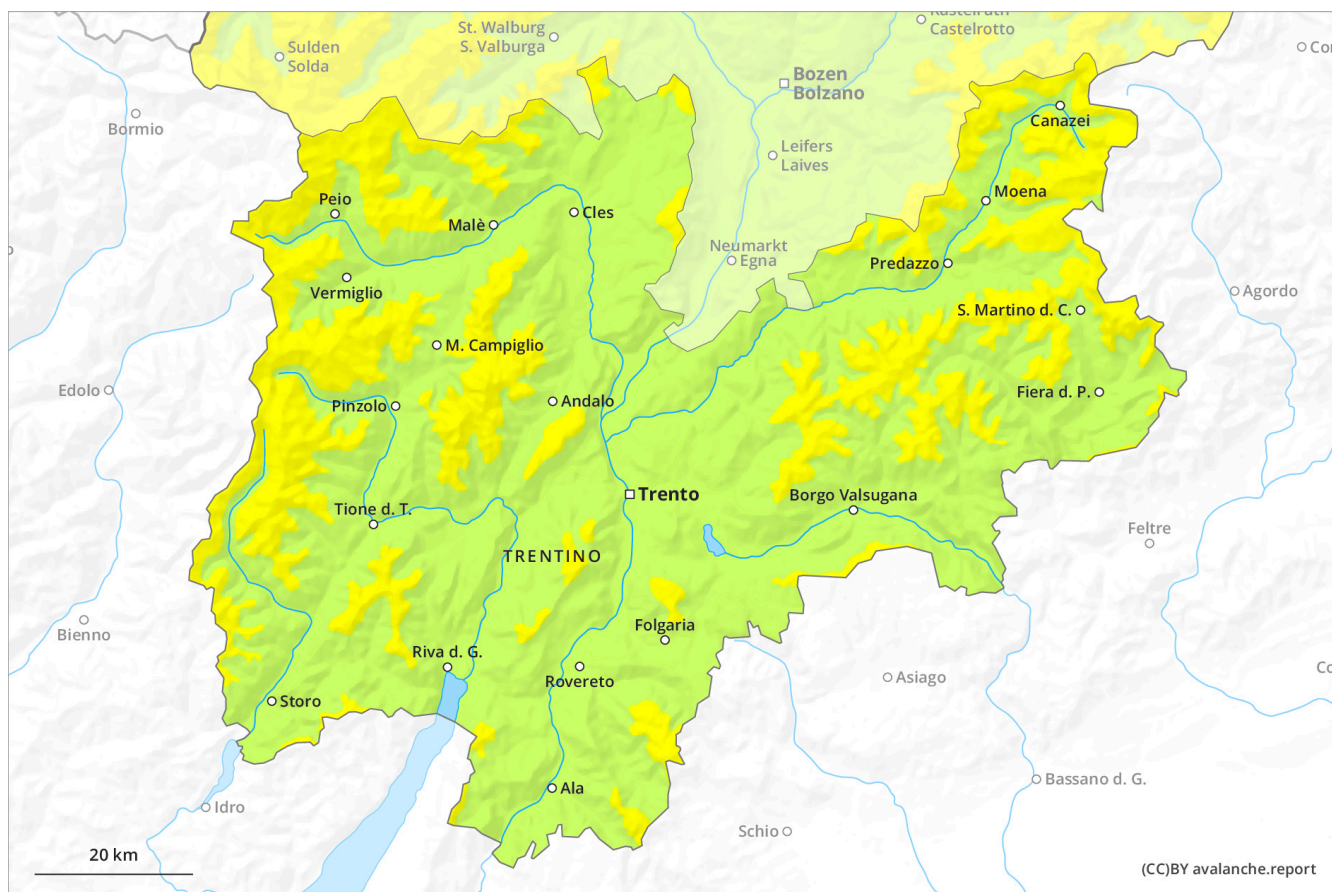 Kastelruth
Castelrotto
St. Walburg
S. Valburga
Sulden
Solda
Bozen
Bolzano
Bormio
Canazei
Leifers
Laives
Peio
Moena
Malè
Cles
Neumarkt
Egna
Predazzo
Vermiglio
Agordo
S. Martino d. C.
M. Campiglio
Edolo
Pinzolo
Andalo
Fiera d. P.
Trento
Borgo Valsugana
Tione d. T.
Feltre
TRENTINO
Bienno
Folgaria
Riva d. G.
Rovereto
Asiago
Storo
Bassano d. G.
Ala
Idro
Schio
20 km
(CC)BY avalanche.report